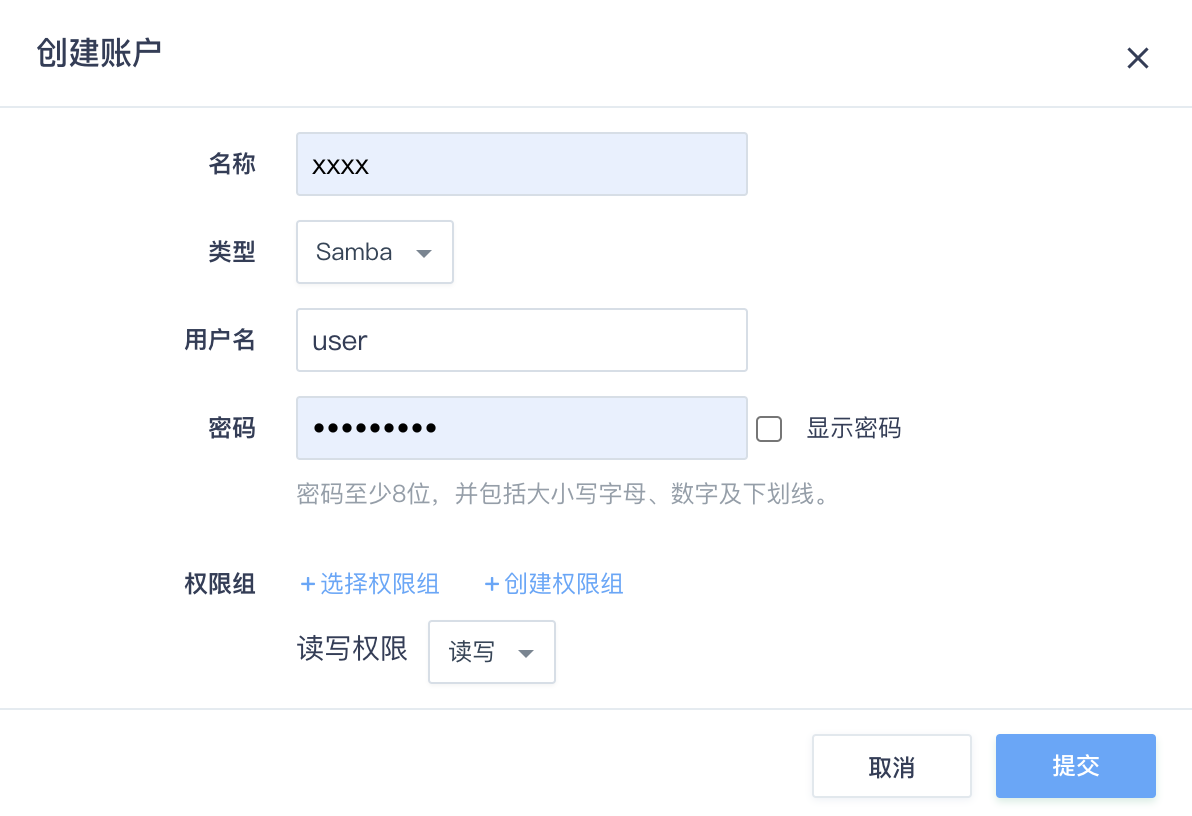 创建账户
名称 xxxx
类型 Samba
用户名 user
密码 ••••••••• 显示密码
密码至少8位，并包括大小写字母、数字及下划线。
权限组 +选择权限组 +创建权限组
读写权限 读写
取消 提交